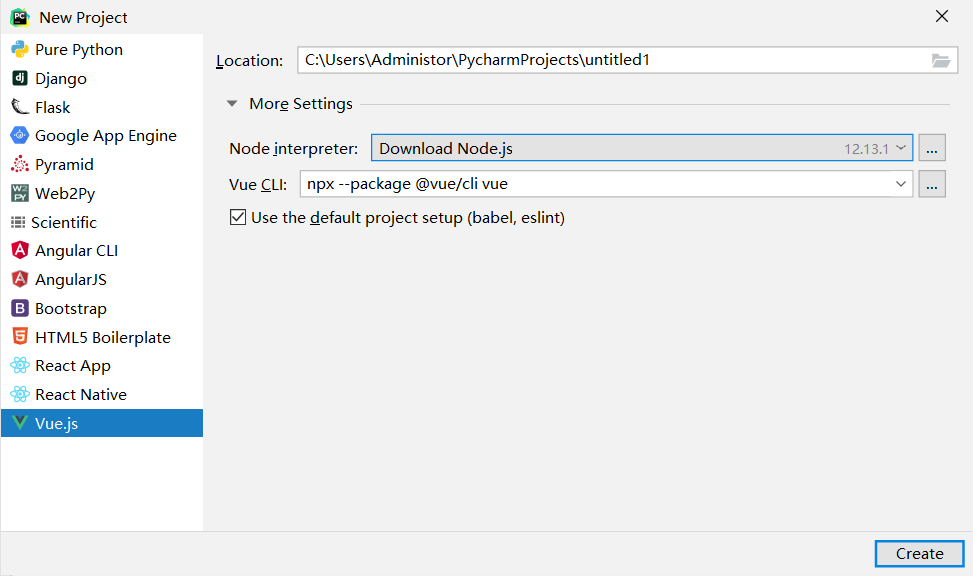 New Project
Pure Python
Django
Flask
Google App Engine
Pyramid
Web2Py
Scientific
Angular CLI
AngularJS
Bootstrap
HTML5 Boilerplate
React App
React Native
Vue.js
Location: C:\Users\Administor\PycharmProjects\untitled1
More Settings
Node interpreter: Download Node.js 12.13.1 ...
Vue CLI: npx --package @vue/cli vue ...
Use the default project setup (babel, eslint)
Create